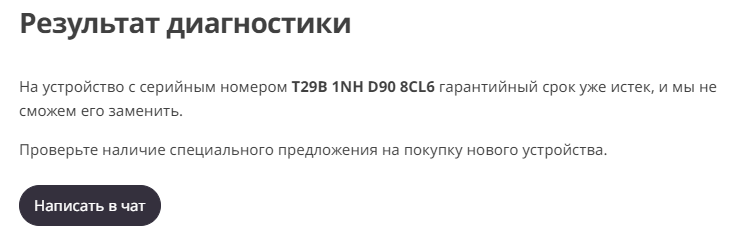 Результат диагностики
На устройство с серийным номером T29B 1NH D90 8CL6 гарантийный срок уже истек, и мы не
сможем его заменить.
Проверьте наличие специального предложения на покупку нового устройства.
Написать в чат